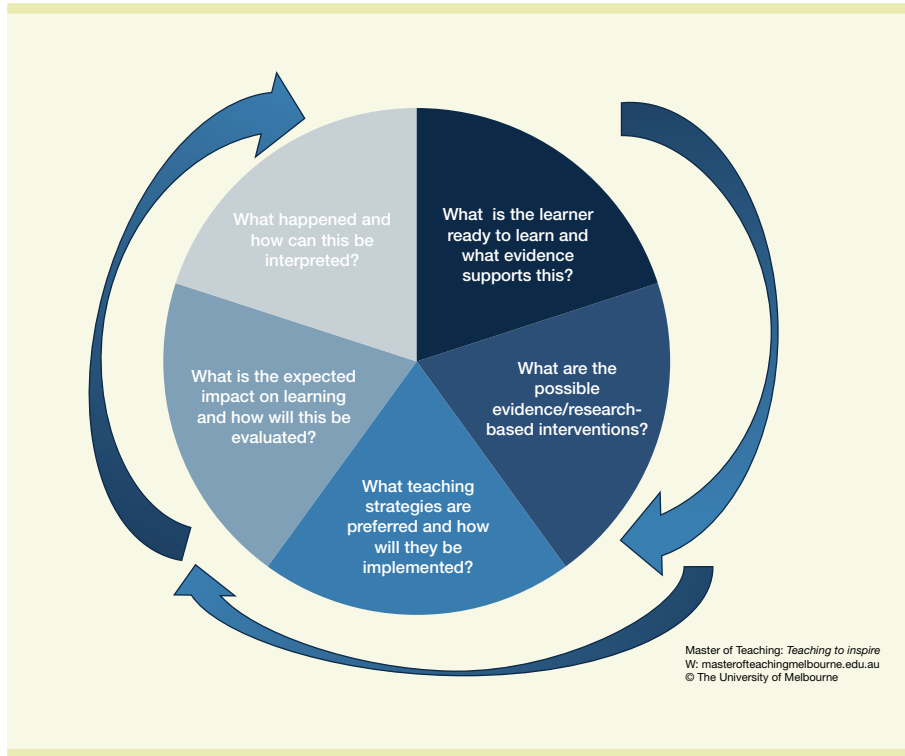 What is the learner
ready to learn and
what evidence
supports this?
What are the
possible
evidence/research-
based interventions?
What teaching
strategies are
preferred and how
will they be
implemented?
What is the expected
impact on learning
and how will this be
evaluated?
What happened and
how can this be
interpreted?
Master of Teaching: Teaching to inspire
W: masterofteachingmelbourne.edu.au
© The University of Melbourne